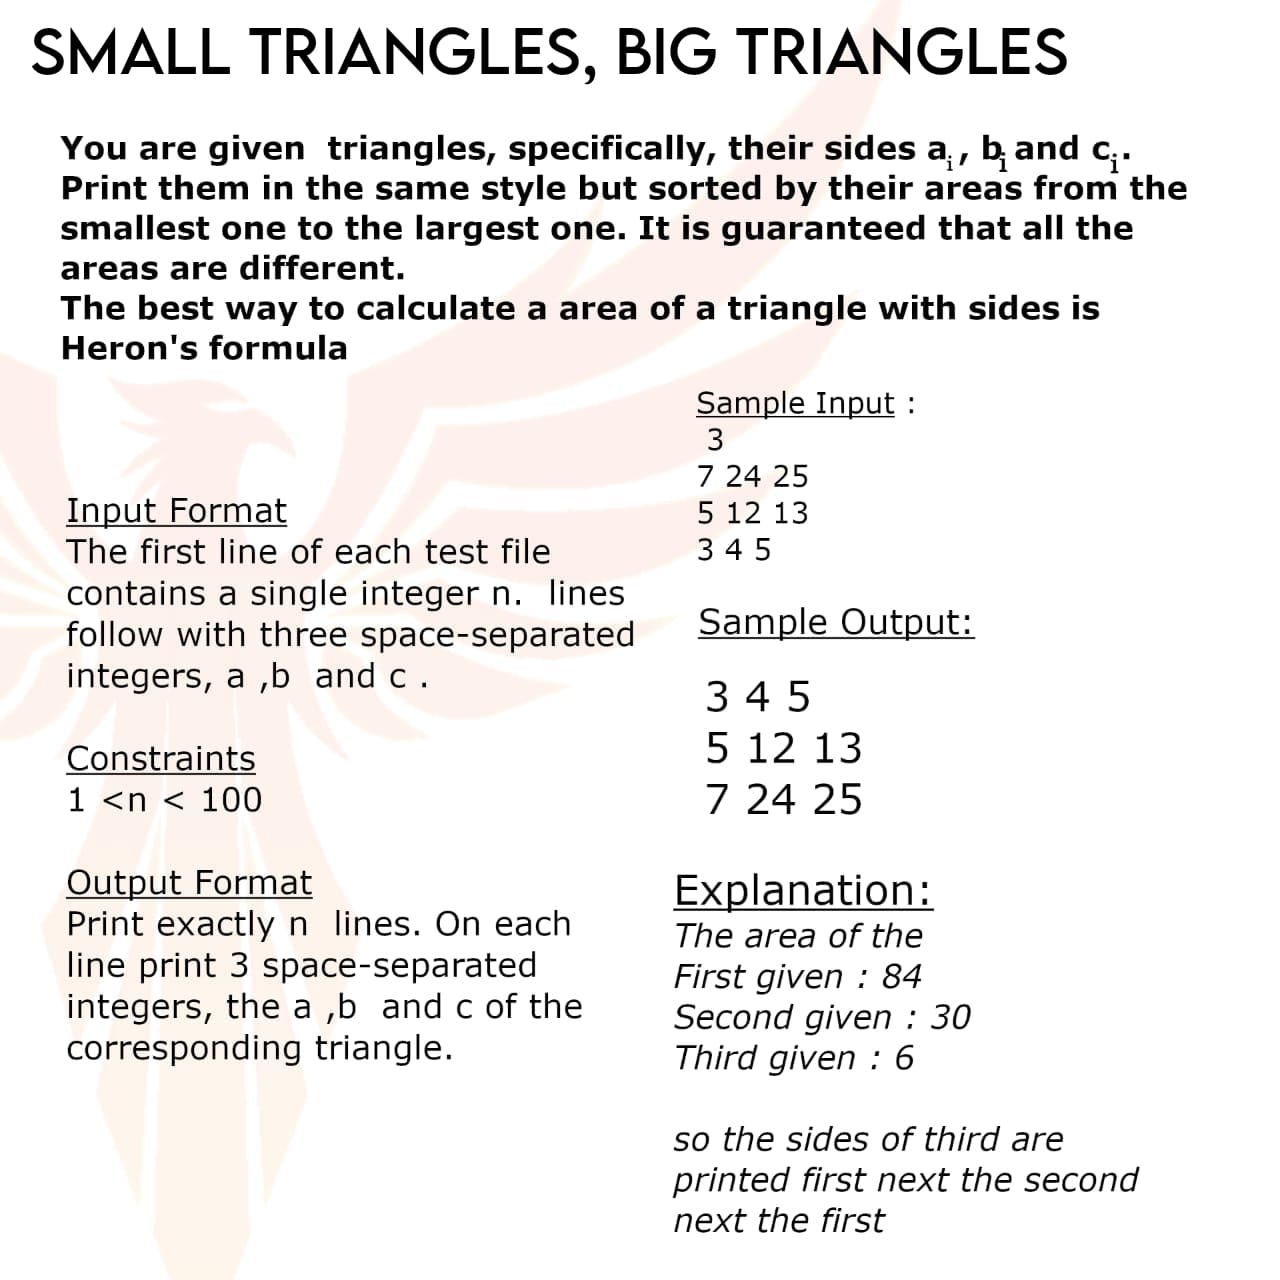 SMALL TRIANGLES, BIG TRIANGLES
You are given  triangles, specifically, their sides aᵢ, bᵢ and cᵢ.
Print them in the same style but sorted by their areas from the
smallest one to the largest one. It is guaranteed that all the
areas are different.
The best way to calculate a area of a triangle with sides is
Heron's formula
Input Format
The first line of each test file
contains a single integer n.  lines
follow with three space-separated
integers, a ,b  and c .
Constraints
1 <n < 100
Output Format
Print exactly n  lines. On each
line print 3 space-separated
integers, the a ,b  and c of the
corresponding triangle.
Sample Input :
3
7 24 25
5 12 13
3 4 5
Sample Output:
3 4 5
5 12 13
7 24 25
Explanation:
The area of the
First given : 84
Second given : 30
Third given : 6
so the sides of third are
printed first next the second
next the first